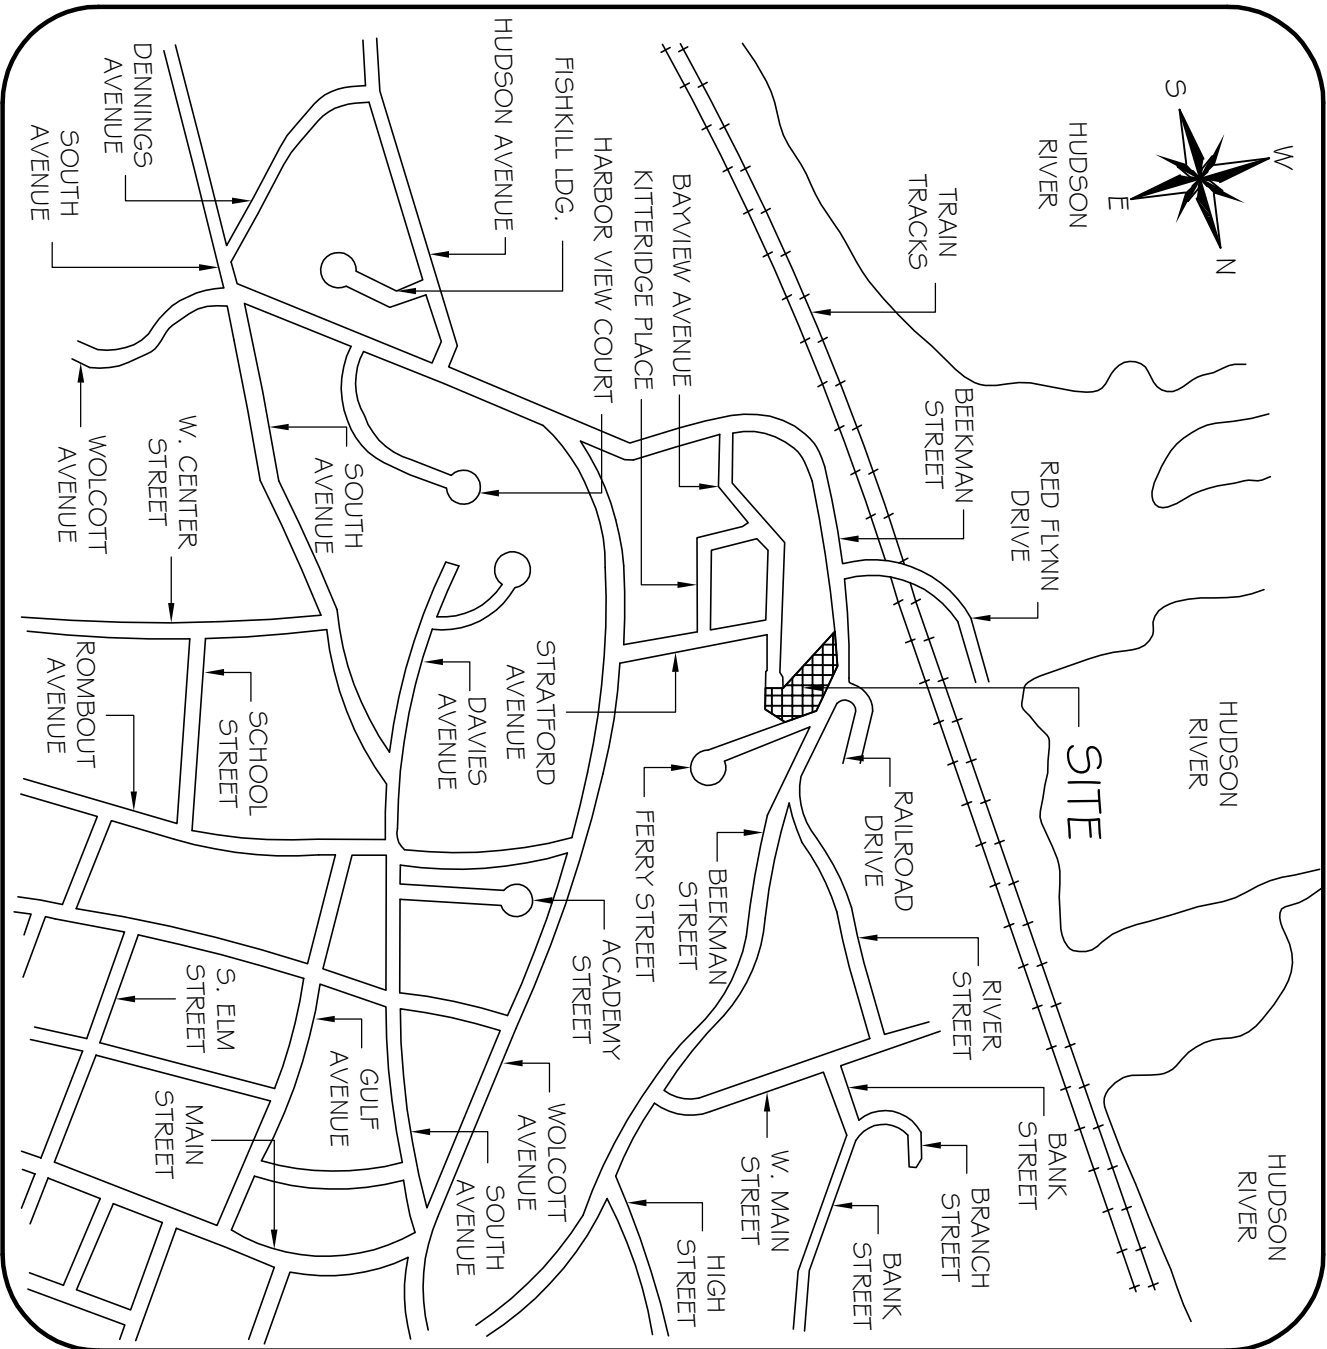 S
W
E
N
HUDSON
RIVER
HUDSON
RIVER
HUDSON
RIVER
SITE
TRAIN
TRACKS
BEEKMAN
STREET
RED FLYNN
DRIVE
RAILROAD
DRIVE
RIVER
STREET
BANK
STREET
BRANCH
STREET
BANK
STREET
W. MAIN
STREET
HIGH
STREET
BAYVIEW AVENUE
KITTERIDGE PLACE
HARBOR VIEW COURT
FISHKILL LDG.
HUDSON AVENUE
BEEKMAN
STREET
FERRY STREET
ACADEMY
STREET
STRATFORD
AVENUE
DAVIES
AVENUE
WOLCOTT
AVENUE
SOUTH
AVENUE
SOUTH
AVENUE
GULF
AVENUE
MAIN
STREET
S. ELM
STREET
SCHOOL
STREET
W. CENTER
STREET
ROMBOUT
AVENUE
WOLCOTT
AVENUE
DENNINGS
AVENUE
SOUTH
AVENUE